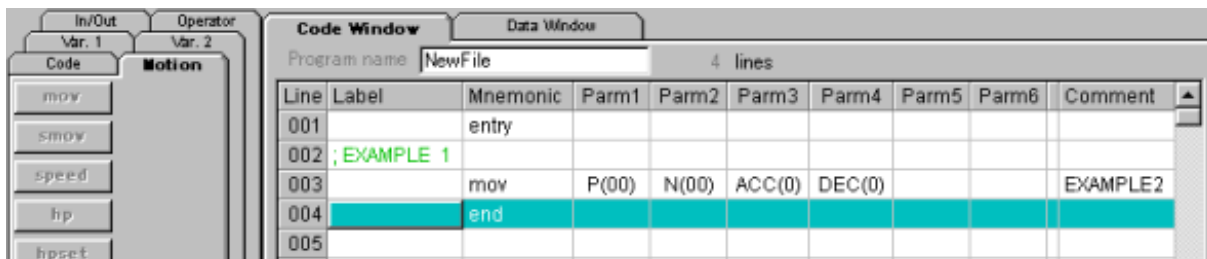 In/Out Operator
Var. 1 Var. 2
Code Motion
mov
smov
speed
hp
hpset
Code Window Data Window
Program name NewFile 4 lines
Line Label Mnemonic Parm1 Parm2 Parm3 Parm4 Parm5 Parm6 Comment
001 entry
002 ; EXAMPLE 1
003 mov P(00) N(00) ACC(0) DEC(0) EXAMPLE2
004 end
005